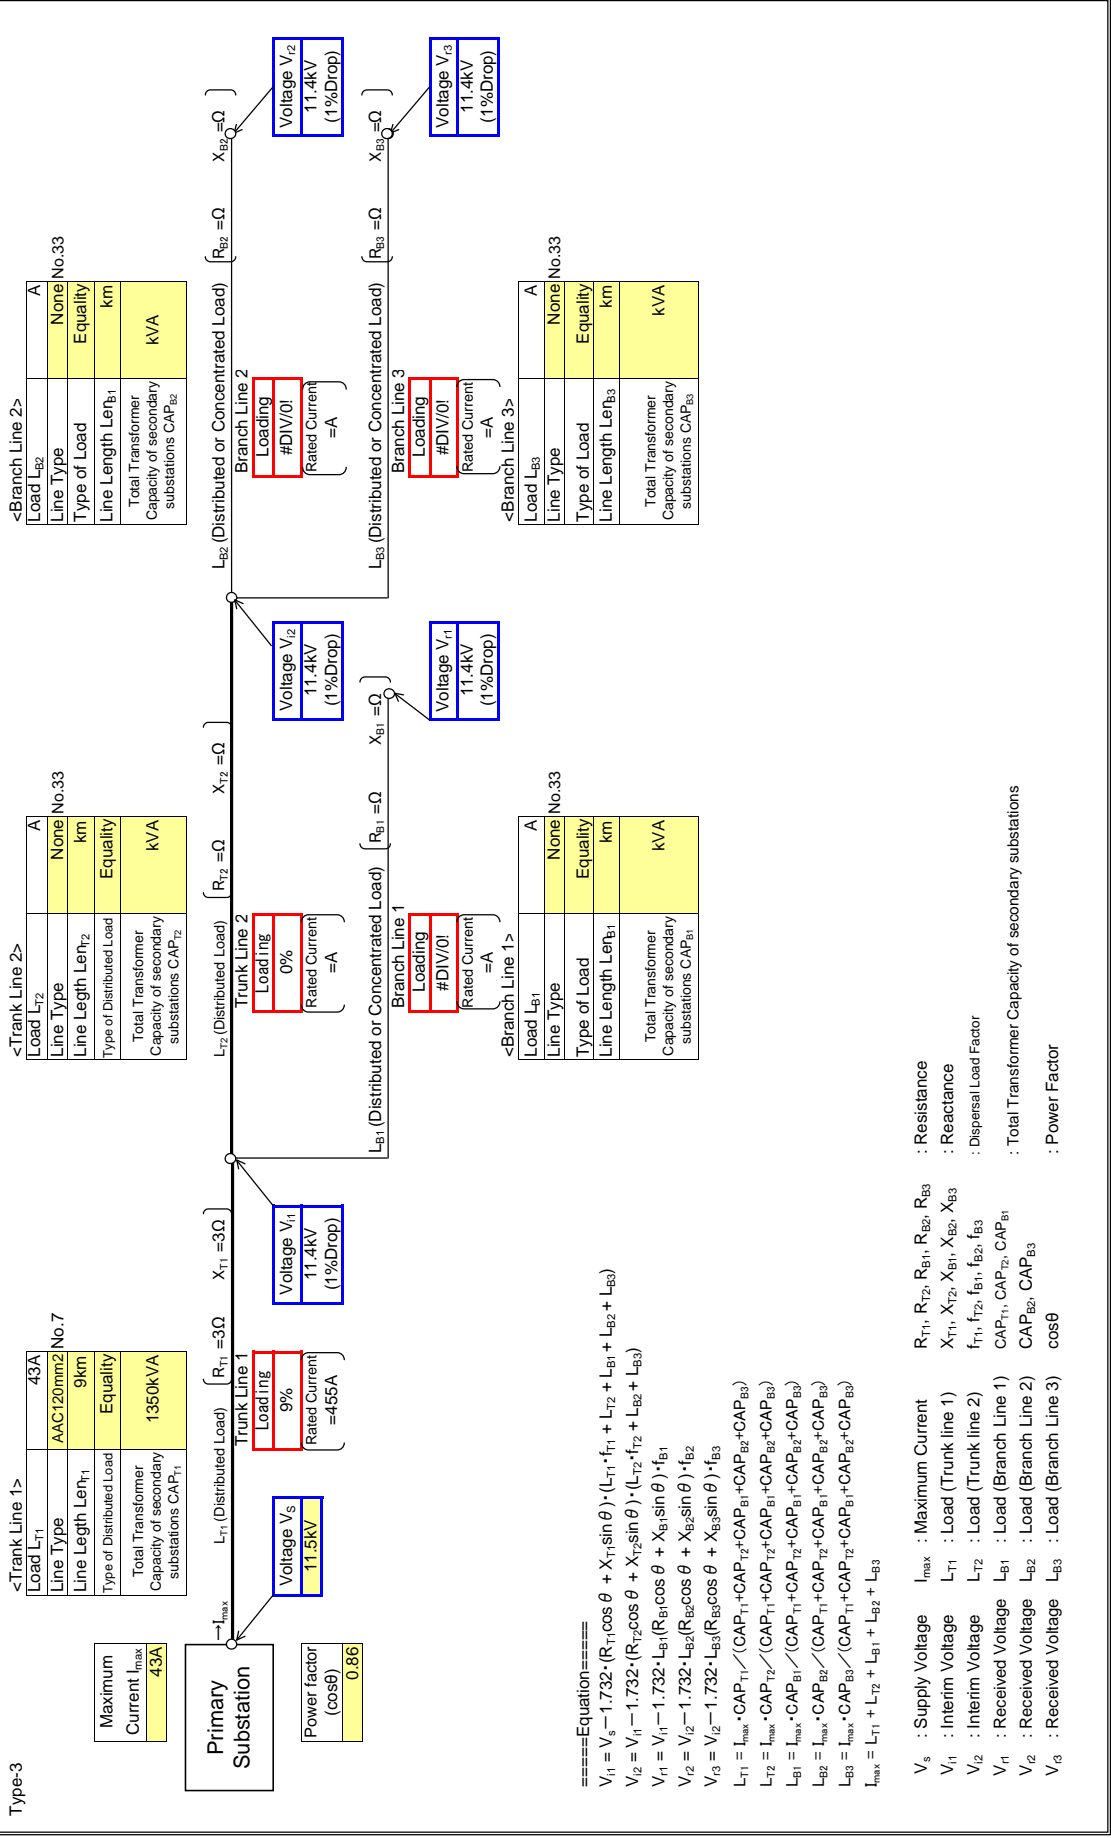 Type-3
Maximum
Current Imax
43A
Primary
Substation
→Imax
Power factor
(cosθ)
0.86
Voltage VS
11.5kV
<Trank Line 1>
Load LT1 43A
Line Type AAC120mm2 No.7
Line Length LenT1 9km
Type of Distributed Load Equality
Total Transformer
Capacity of secondary
substations CAPT1
1350kVA
LT1 (Distributed Load) RT1 =3Ω XT1 =3Ω
Trunk Line 1
Loading
9%
Rated Current
=455A
Voltage Vi1
11.4kV
(1%Drop)
<Trank Line 2>
Load LT2 A
Line Type None No.33
Line Legth LenT2 km
Type of Distributed Load Equality
Total Transformer
Capacity of secondary
substations CAPT2
kVA
LT2 (Distributed Load) RT2 =Ω XT2 =Ω
Trunk Line 2
Loading
0%
Rated Current
=A
Voltage Vi2
11.4kV
(1%Drop)
LB1 (Distributed or Concentrated Load) RB1 =Ω XB1 =Ω
Branch Line 1
Loading
#DIV/0!
Rated Current
=A
Voltage Vr1
11.4kV
(1%Drop)
<Branch Line 1>
Load LB1 A
Line Type None No.33
Type of Load Equality
Line Length LenB1 km
Total Transformer
Capacity of secondary
substations CAPB1
kVA
<Branch Line 2>
Load LB2 A
Line Type None No.33
Type of Load Equality
Line Length LenB1 km
Total Transformer
Capacity of secondary
substations CAPB2
kVA
LB2 (Distributed or Concentrated Load) RB2 =Ω XB2 =Ω
Branch Line 2
Loading
#DIV/0!
Rated Current
=A
Voltage Vr2
11.4kV
(1%Drop)
LB3 (Distributed or Concentrated Load) RB3 =Ω XB3 =Ω
Branch Line 3
Loading
#DIV/0!
Rated Current
=A
Voltage Vr3
11.4kV
(1%Drop)
<Branch Line 3>
Load LB3 A
Line Type None No.33
Type of Load Equality
Line Length LenB3 km
Total Transformer
Capacity of secondary
substations CAPB3
kVA
=====Equation=====
Vi1 = Vs－1.732･(RT1cos θ + XT1sin θ)･(LT1･fT1 + LT2 + LB1 + LB2 + LB3)
Vi2 = Vi1－1.732･(RT2cos θ + XT2sin θ)･(LT2･fT2 + LB2 + LB3)
Vr1 = Vi1－1.732･LB1(RB1cos θ + XB1sin θ)･fB1
Vr2 = Vi2－1.732･LB2(RB2cos θ + XB2sin θ)･fB2
Vr3 = Vi2－1.732･LB3(RB3cos θ + XB3sin θ)･fB3
LT1 = Imax･CAPT1／(CAPT1+CAPT2+CAPB1+CAPB2+CAPB3)
LT2 = Imax･CAPT2／(CAPT1+CAPT2+CAPB1+CAPB2+CAPB3)
LB1 = Imax･CAPB1／(CAPT1+CAPT2+CAPB1+CAPB2+CAPB3)
LB2 = Imax･CAPB2／(CAPT1+CAPT2+CAPB1+CAPB2+CAPB3)
LB3 = Imax･CAPB3／(CAPT1+CAPT2+CAPB1+CAPB2+CAPB3)
Imax = LT1 + LT2 + LB1 + LB2 + LB3
Vs : Supply Voltage Imax : Maximum Current RT1, RT2, RB1, RB2, RB3 : Resistance
Vi1 : Interim Voltage LT1 : Load (Trunk line 1) XT1, XT2, XB1, XB2, XB3 : Reactance
Vi2 : Interim Voltage LT2 : Load (Trunk line 2) fT1, fT2, fB1, fB2, fB3 : Dispersal Load Factor
Vr1 : Received Voltage LB1 : Load (Branch Line 1) CAPT1, CAPT2, CAPB1
Vr2 : Received Voltage LB2 : Load (Branch Line 2) CAPB2, CAPB3 : Total Transformer Capacity of secondary substations
Vr3 : Received Voltage LB3 : Load (Branch Line 3) cosθ : Power Factor